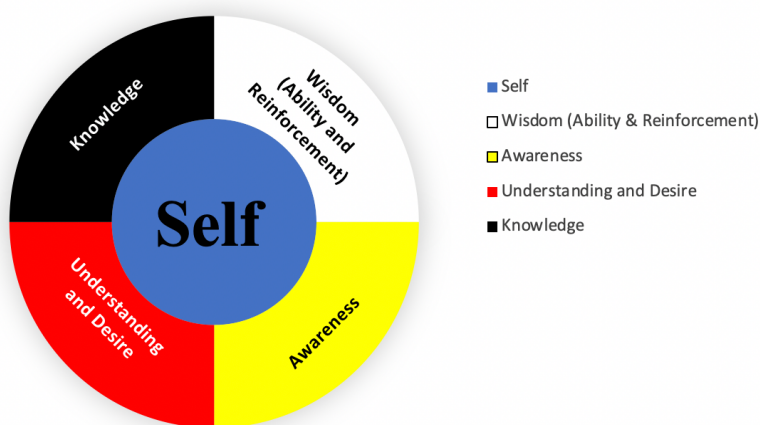 Knowledge
Wisdom
(Ability and
Reinforcement)
Self
Understanding
and Desire
Awareness
Self
Wisdom (Ability & Reinforcement)
Awareness
Understanding and Desire
Knowledge